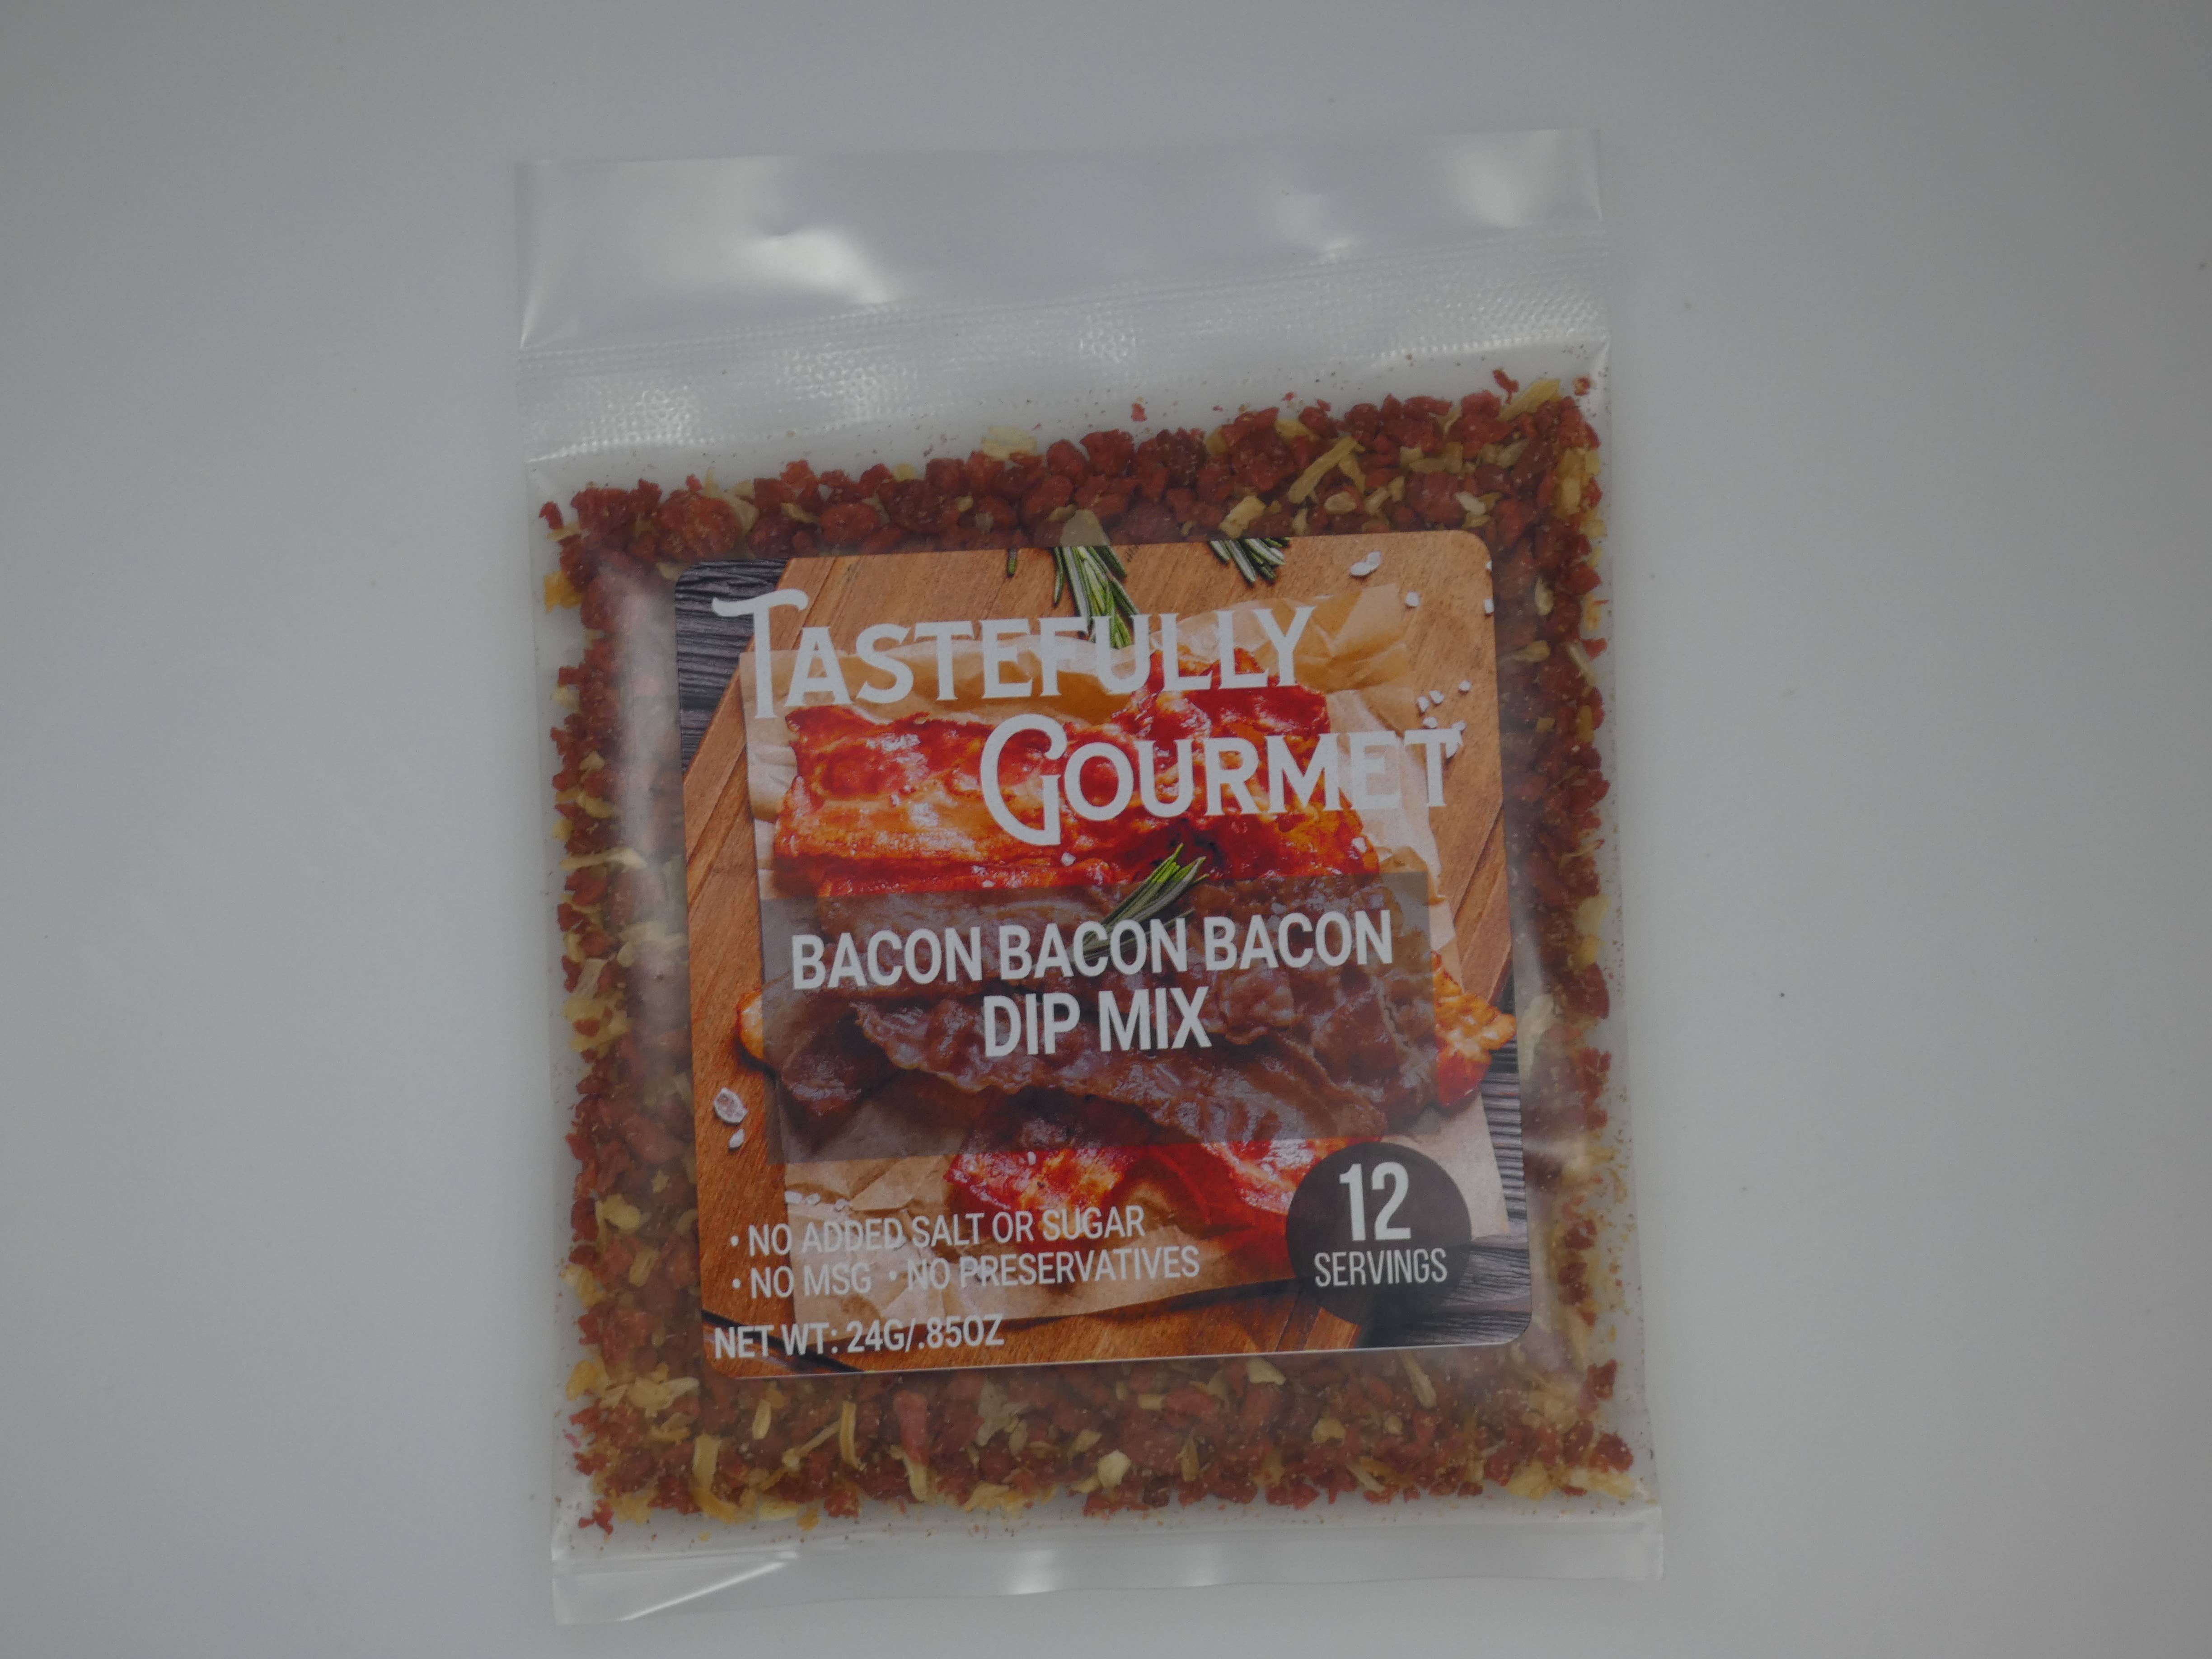 TASTEFULLY
GOURMET
BACON BACON BACON
DIP MIX
• NO ADDED SALT OR SUGAR
• NO MSG • NO PRESERVATIVES
NET WT: 24G/.85OZ
12
SERVINGS